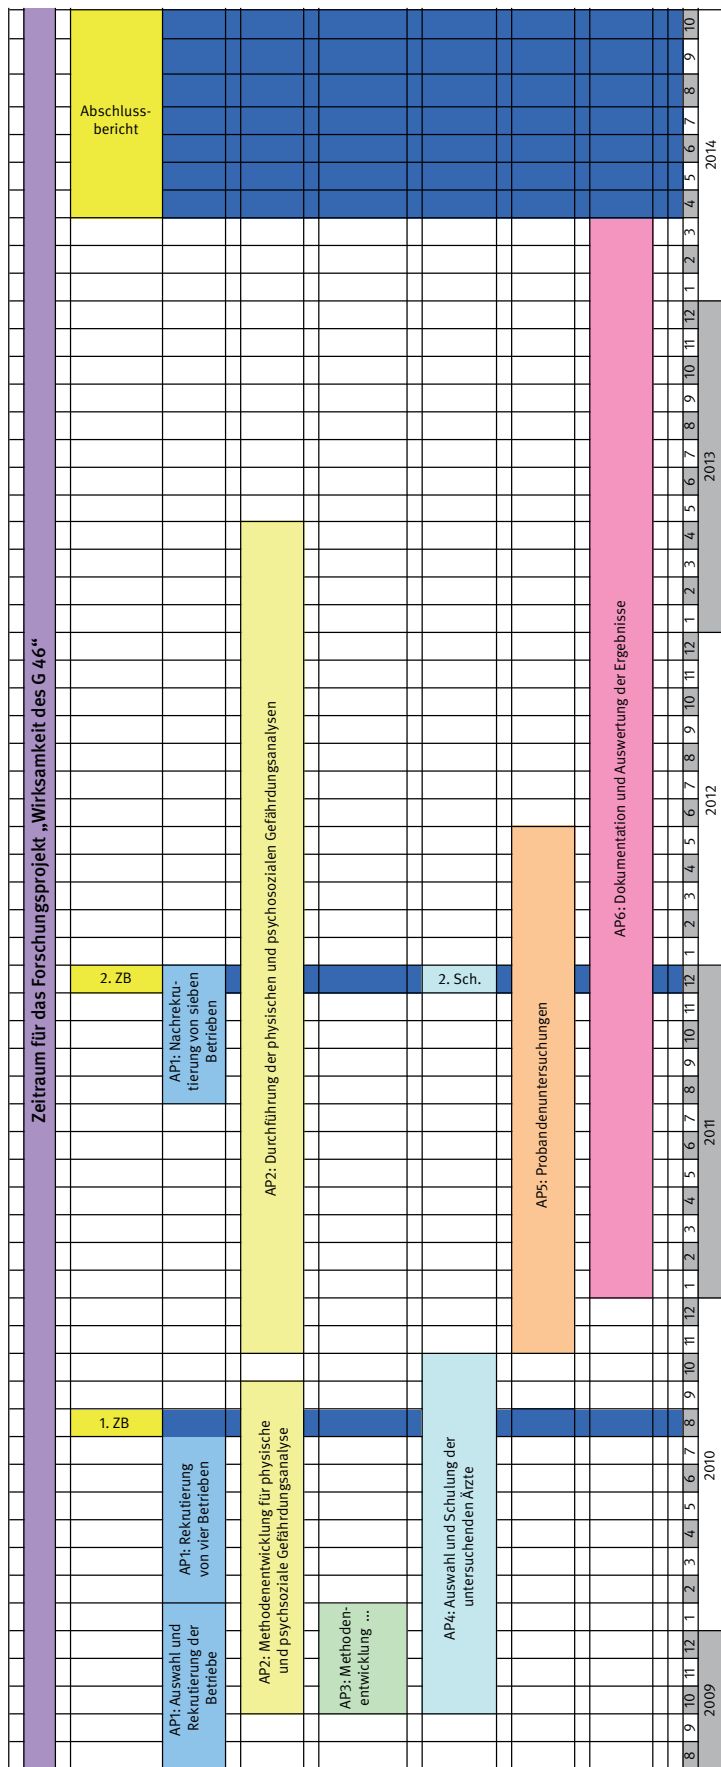 Zeitraum für das Forschungsprojekt „Wirksamkeit des G 46“
1. ZB
2. ZB
Abschluss-
bericht
AP1: Auswahl und
Rekrutierung der
Betriebe
AP1: Rekrutierung
von vier Betrieben
AP1: Nachrekru-
tierung von sieben
Betrieben
AP2: Methodenentwicklung für physische
und psychsoziale Gefährdungsanalyse
AP2: Durchführung der physischen und psychosozialen Gefährdungsanalysen
AP3: Methoden-
entwicklung ...
AP4: Auswahl und Schulung der
untersuchenden Ärzte
2. Sch.
AP5: Probandenuntersuchungen
AP6: Dokumentation und Auswertung der Ergebnisse
8 9 10 11 12 1 2 3 4 5 6 7 8 9 10 11 12 1 2 3 4 5 6 7 8 9 10 11 12 1 2 3 4 5 6 7 8 9 10 11 12 1 2 3 4 5 6 7 8 9 10 11 12 1 2 3 4 5 6 7 8 9 10
2009 2010 2011 2012 2013 2014